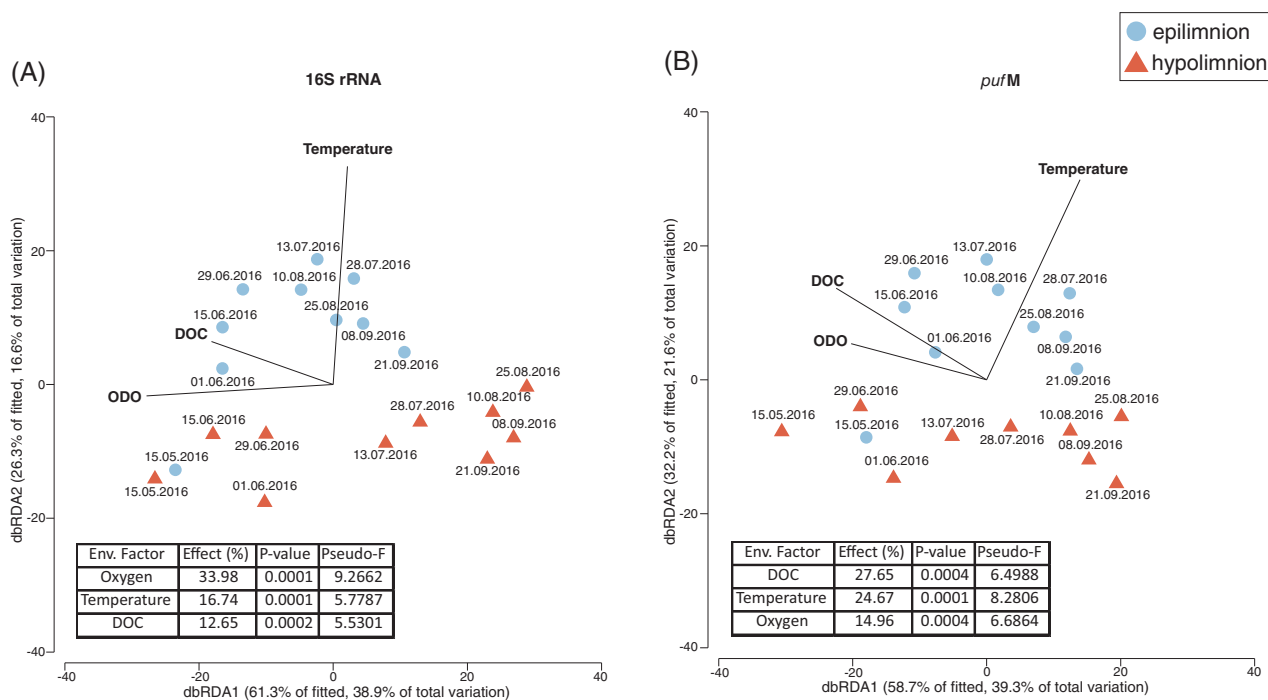 epilimnion
hypolimnion
(A)
16S rRNA
40
20
0
-20
-40
dbRDA2 (26.3% of fitted, 16.6% of total variation)
Temperature
DOC
ODO
13.07.2016
29.06.2016
10.08.2016
28.07.2016
15.06.2016
25.08.2016
08.09.2016
01.06.2016
21.09.2016
25.08.2016
10.08.2016
28.07.2016
08.09.2016
15.06.2016
29.06.2016
13.07.2016
21.09.2016
15.05.2016
15.05.2016
01.06.2016
Env. Factor Effect (%) P-value Pseudo-F
Oxygen 33.98 0.0001 9.2662
Temperature 16.74 0.0001 5.7787
DOC 12.65 0.0002 5.5301
-40 -20 0 20 40
dbRDA1 (61.3% of fitted, 38.9% of total variation)
(B)
pufM
40
20
0
-20
-40
dbRDA2 (32.2% of fitted, 21.6% of total variation)
Temperature
DOC
ODO
13.07.2016
29.06.2016
10.08.2016
28.07.2016
15.06.2016
25.08.2016
01.06.2016
08.09.2016
21.09.2016
29.06.2016
25.08.2016
15.05.2016
15.05.2016
13.07.2016
10.08.2016
28.07.2016
08.09.2016
01.06.2016
21.09.2016
Env. Factor Effect (%) P-value Pseudo-F
DOC 27.65 0.0004 6.4988
Temperature 24.67 0.0001 8.2806
Oxygen 14.96 0.0004 6.6864
-40 -20 0 20 40
dbRDA1 (58.7% of fitted, 39.3% of total variation)